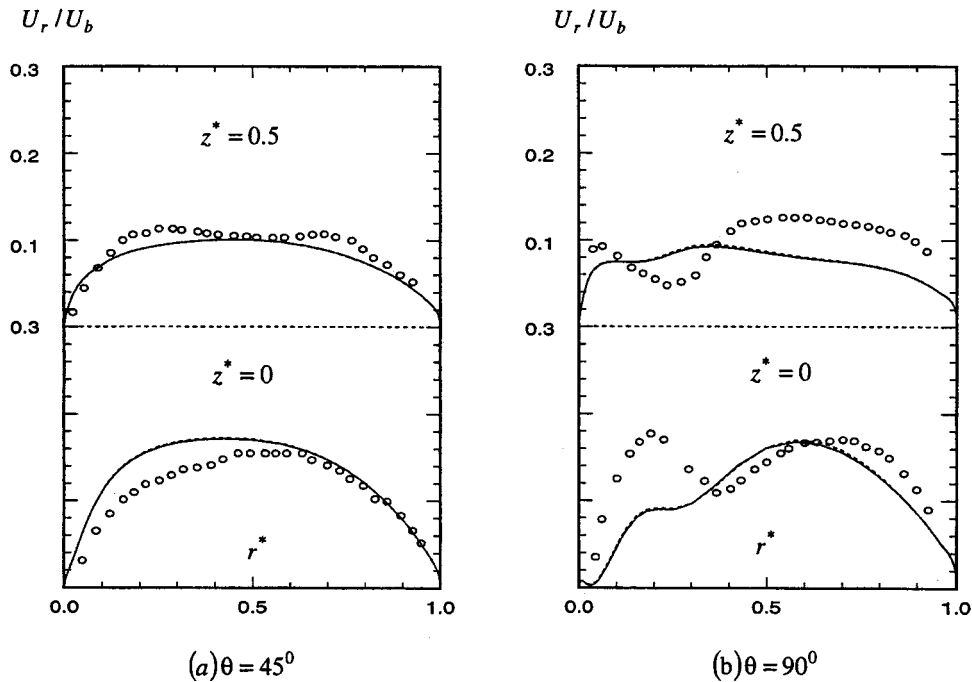 U_r / U_b
U_r / U_b
0.3
0.2
0.1
0.3
z* = 0.5
z* = 0
r*
0.0 0.5 1.0
(a)θ = 45⁰
0.3
0.2
0.1
0.3
z* = 0.5
z* = 0
r*
0.0 0.5 1.0
(b)θ = 90⁰